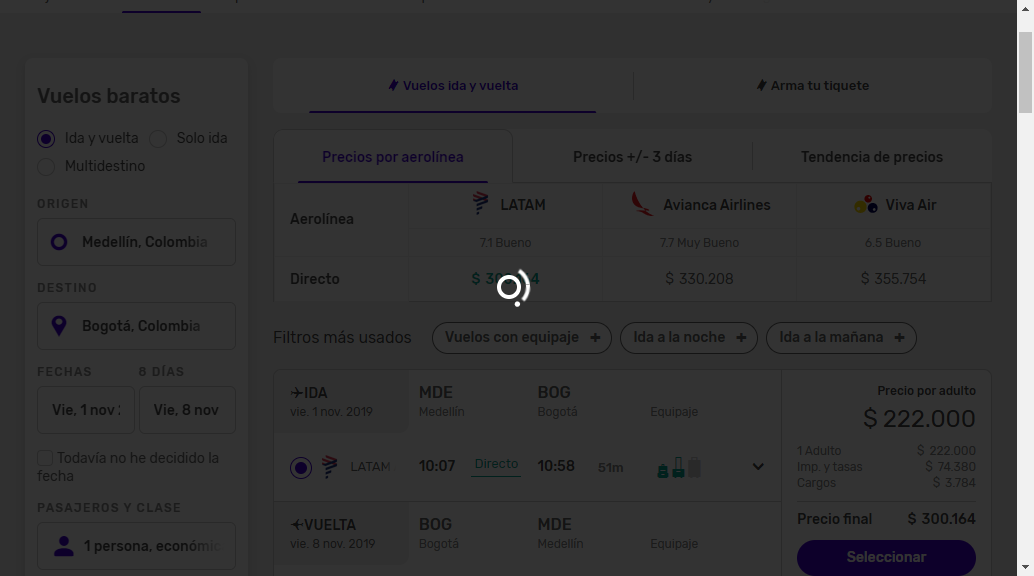 Vuelos baratos
Ida y vuelta Solo ida
Multidestino
ORIGEN
Medellín, Colombia
DESTINO
Bogotá, Colombia
FECHAS 8 DÍAS
Vie, 1 nov Vie, 8 nov
Todavía no he decidido la
fecha
PASAJEROS Y CLASE
1 persona, económic
Vuelos ida y vuelta Arma tu tiquete
Precios por aerolínea Precios +/- 3 días Tendencia de precios
Aerolínea LATAM Avianca Airlines Viva Air
7.1 Bueno 7.7 Muy Bueno 6.5 Bueno
Directo $ 330.208 $ 355.754
Filtros más usados Vuelos con equipaje + Ida a la noche + Ida a la mañana +
IDA MDE BOG
vie. 1 nov. 2019 Medellín Bogotá Equipaje
LATAM 10:07 Directo 10:58 51m
VUELTA BOG MDE
vie. 8 nov. 2019 Bogotá Medellín Equipaje
Precio por adulto
$ 222.000
1 Adulto $ 222.000
Imp. y tasas $ 74.380
Cargos $ 3.784
Precio final $ 300.164
Seleccionar